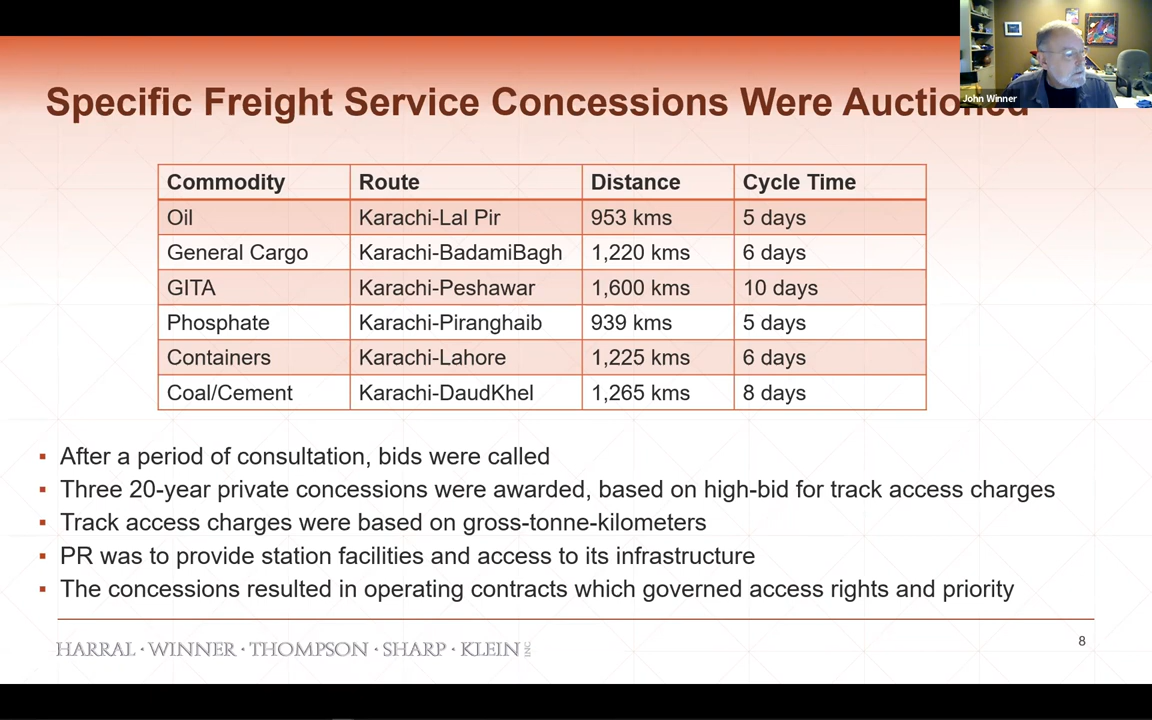 Specific Freight Service Concessions Were Auctioned
John Winner
Commodity Route Distance Cycle Time
Oil Karachi-Lal Pir 953 kms 5 days
General Cargo Karachi-BadamiBagh 1,220 kms 6 days
GITA Karachi-Peshawar 1,600 kms 10 days
Phosphate Karachi-Piranghaib 939 kms 5 days
Containers Karachi-Lahore 1,225 kms 6 days
Coal/Cement Karachi-DaudKhel 1,265 kms 8 days
▪ After a period of consultation, bids were called
▪ Three 20-year private concessions were awarded, based on high-bid for track access charges
▪ Track access charges were based on gross-tonne-kilometers
▪ PR was to provide station facilities and access to its infrastructure
▪ The concessions resulted in operating contracts which governed access rights and priority
HARRAL · WINNER · THOMPSON · SHARP · KLEIN INC
8